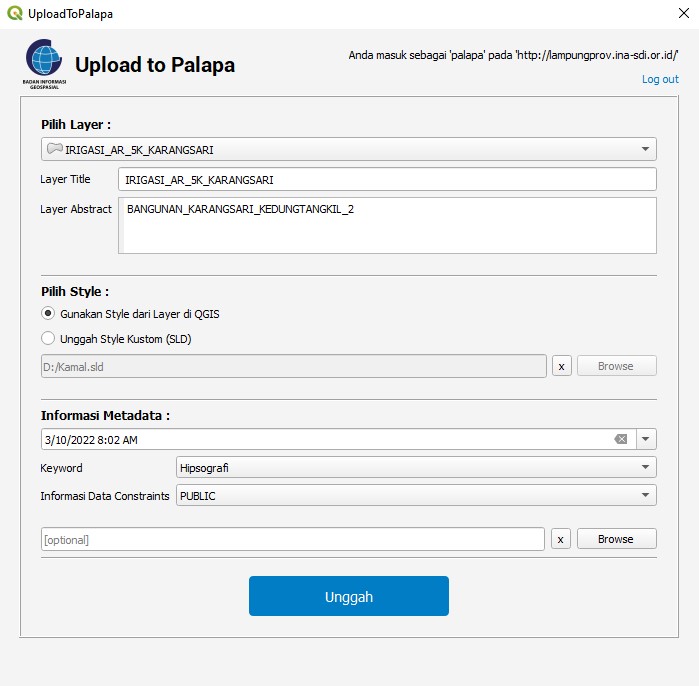 UploadToPalapa
BADAN INFORMASI
GEOSPASIAL
Upload to Palapa
Anda masuk sebagai 'palapa' pada 'http://lampungprov.ina-sdi.or.id/'
Log out
Pilih Layer :
IRIGASI_AR_5K_KARANGSARI
Layer Title IRIGASI_AR_5K_KARANGSARI
Layer Abstract BANGUNAN_KARANGSARI_KEDUNGTANGKIL_2
Pilih Style :
Gunakan Style dari Layer di QGIS
Unggah Style Kustom (SLD)
D:/Kamal.sld x Browse
Informasi Metadata :
3/10/2022 8:02 AM
Keyword Hipsografi
Informasi Data Constraints PUBLIC
[optional] x Browse
Unggah